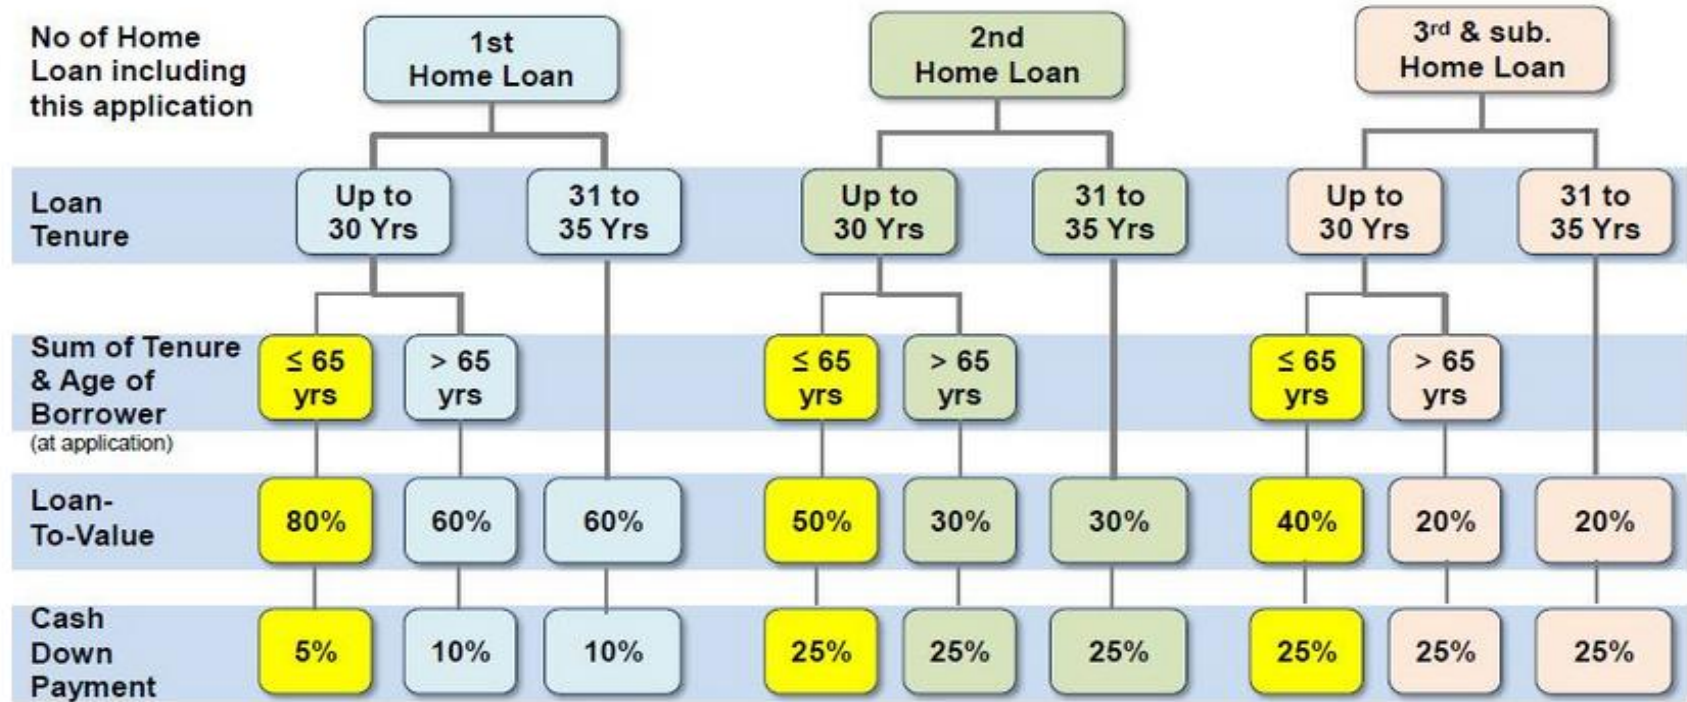 No of Home
Loan including
this application
1st
Home Loan
2nd
Home Loan
3rd & sub.
Home Loan
Loan
Tenure
Up to
30 Yrs
31 to
35 Yrs
Up to
30 Yrs
31 to
35 Yrs
Up to
30 Yrs
31 to
35 Yrs
Sum of Tenure
& Age of
Borrower
(at application)
≤ 65
yrs
> 65
yrs
≤ 65
yrs
> 65
yrs
≤ 65
yrs
> 65
yrs
Loan-
To-Value
80%
60%
60%
50%
30%
30%
40%
20%
20%
Cash
Down
Payment
5%
10%
10%
25%
25%
25%
25%
25%
25%